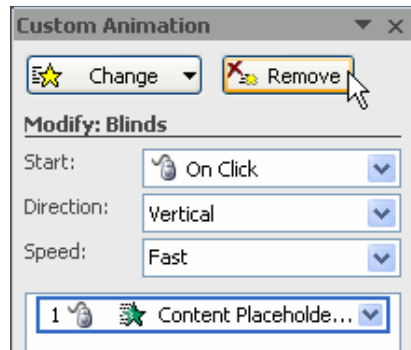 Custom Animation
Change Remove
Modify: Blinds
Start: On Click
Direction: Vertical
Speed: Fast
1 Content Placeholde...